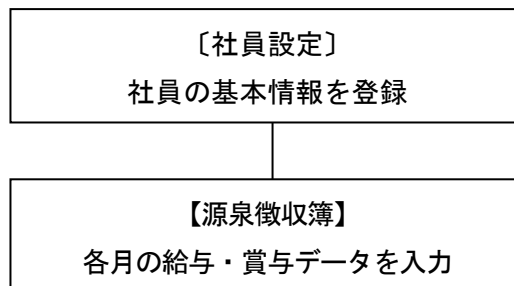 〔社員設定〕
社員の基本情報を登録
【源泉徴収簿】
各月の給与・賞与データを入力